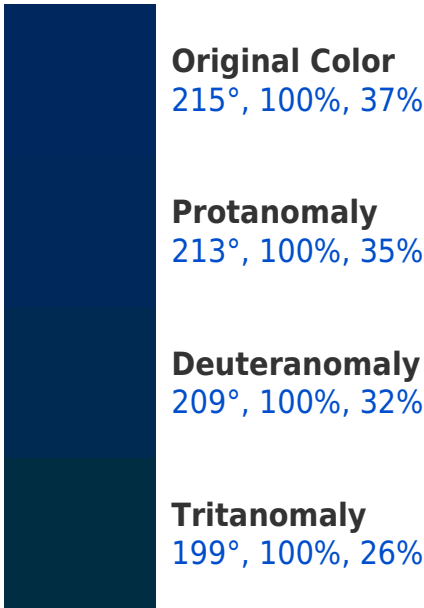 Original Color
215°, 100%, 37%
Protanomaly
213°, 100%, 35%
Deuteranomaly
209°, 100%, 32%
Tritanomaly
199°, 100%, 26%